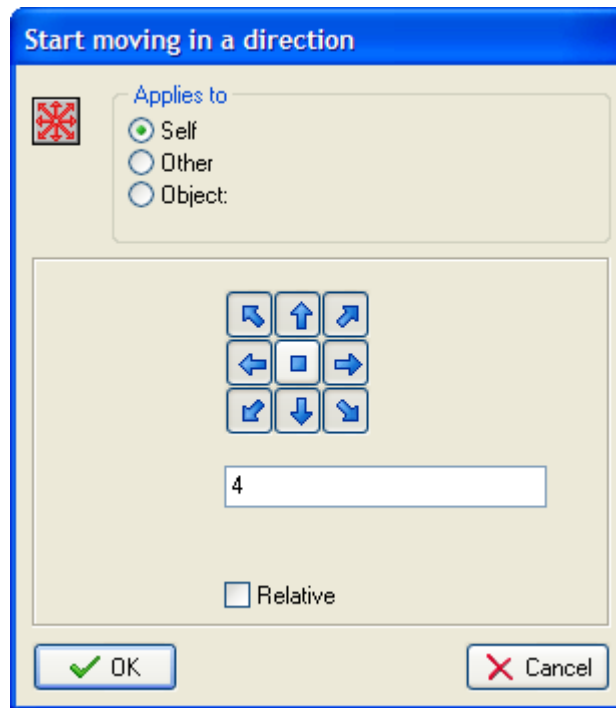 Start moving in a direction
Applies to
Self
Other
Object:
4
Relative
OK
Cancel